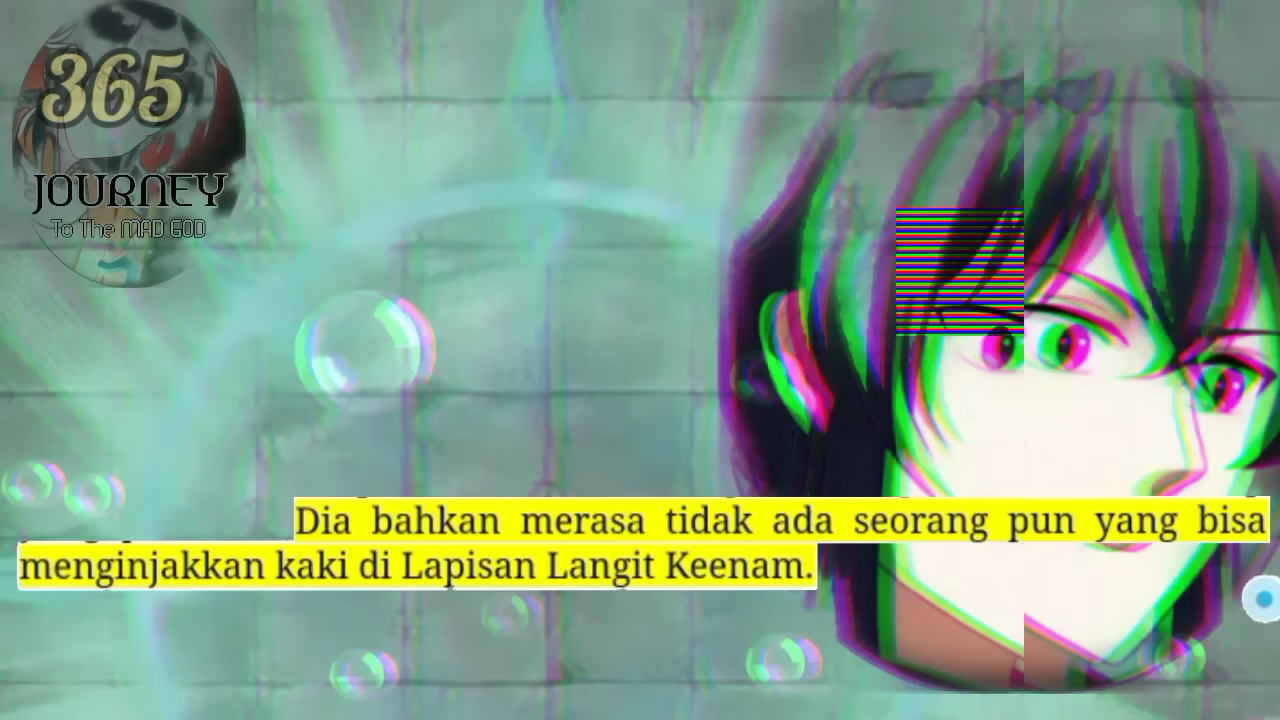 365
JOURNEY
To The MAD GOD
Dia bahkan merasa tidak ada seorang pun yang bisa
menginjakkan kaki di Lapisan Langit Keenam.